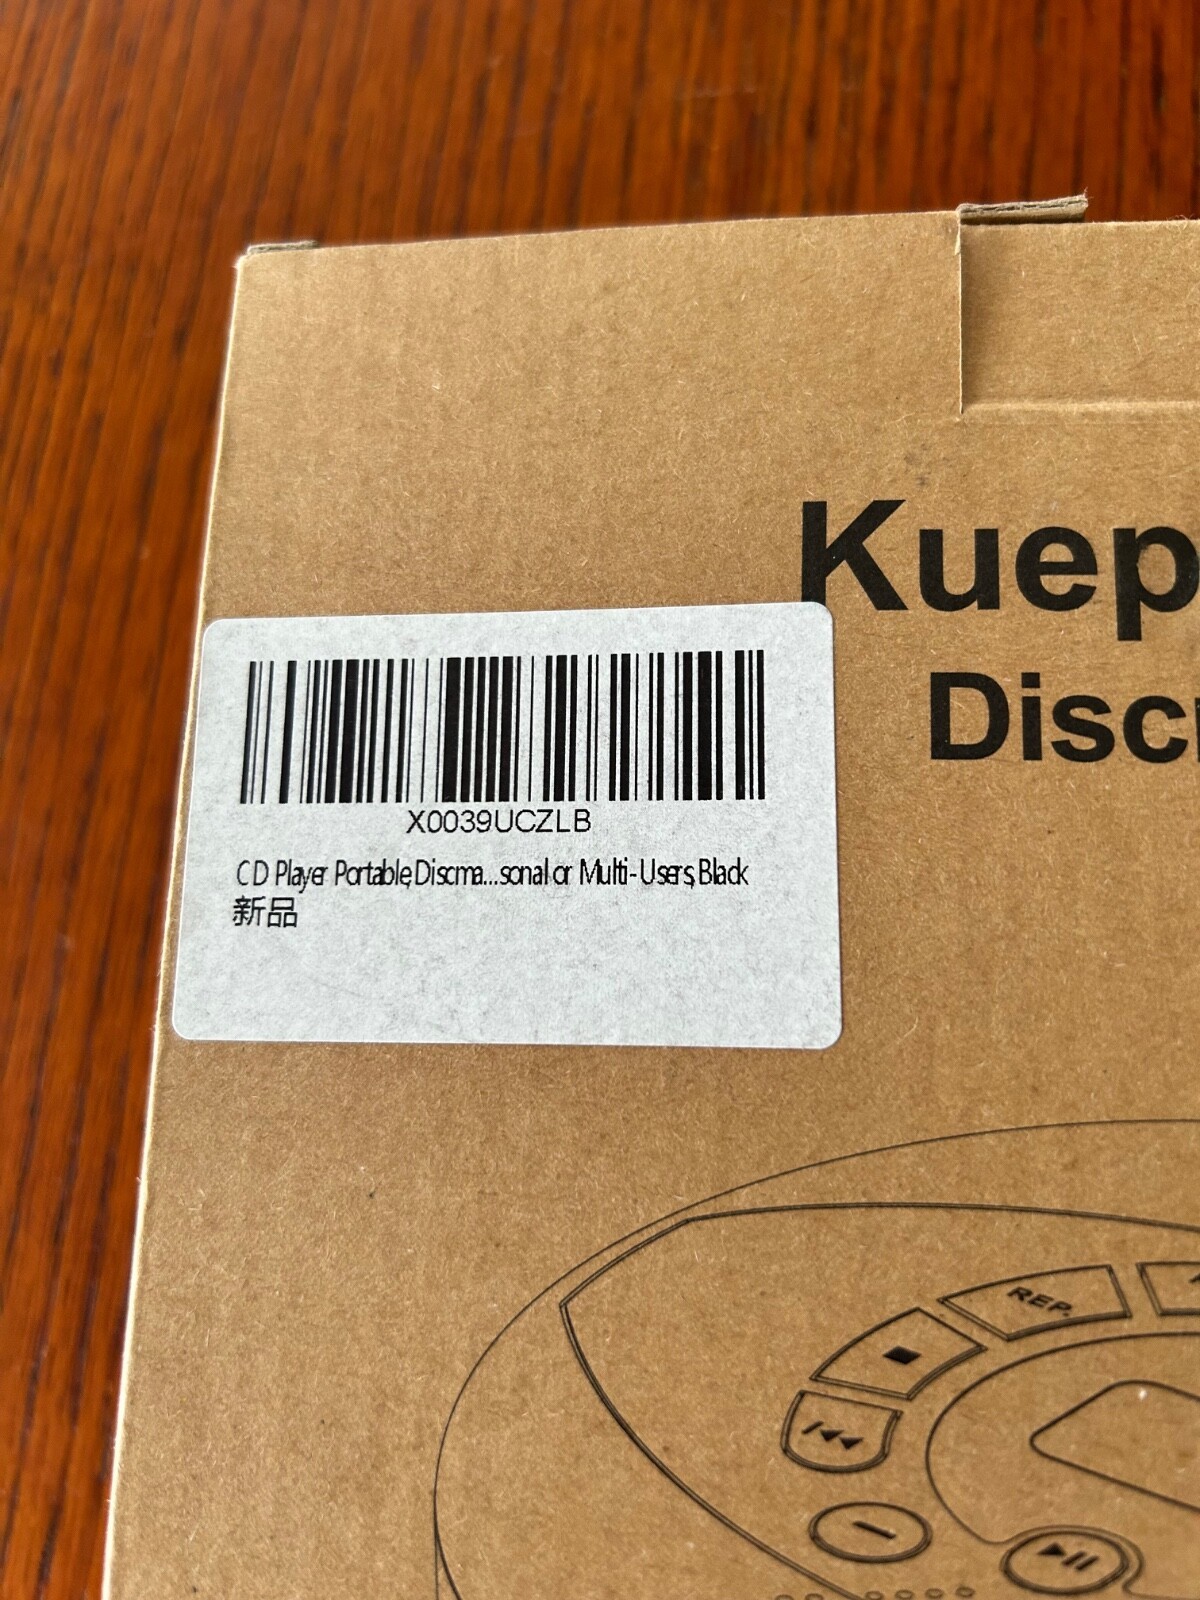 Kuep
Disc
X0039UCZLB
CD Player Portable,Discma...sonal or Multi-Users,Black
新品
REP.